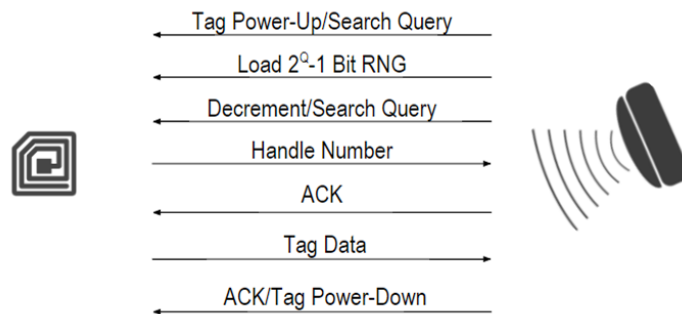 Tag Power-Up/Search Query
Load 2^Q-1 Bit RNG
Decrement/Search Query
Handle Number
ACK
Tag Data
ACK/Tag Power-Down